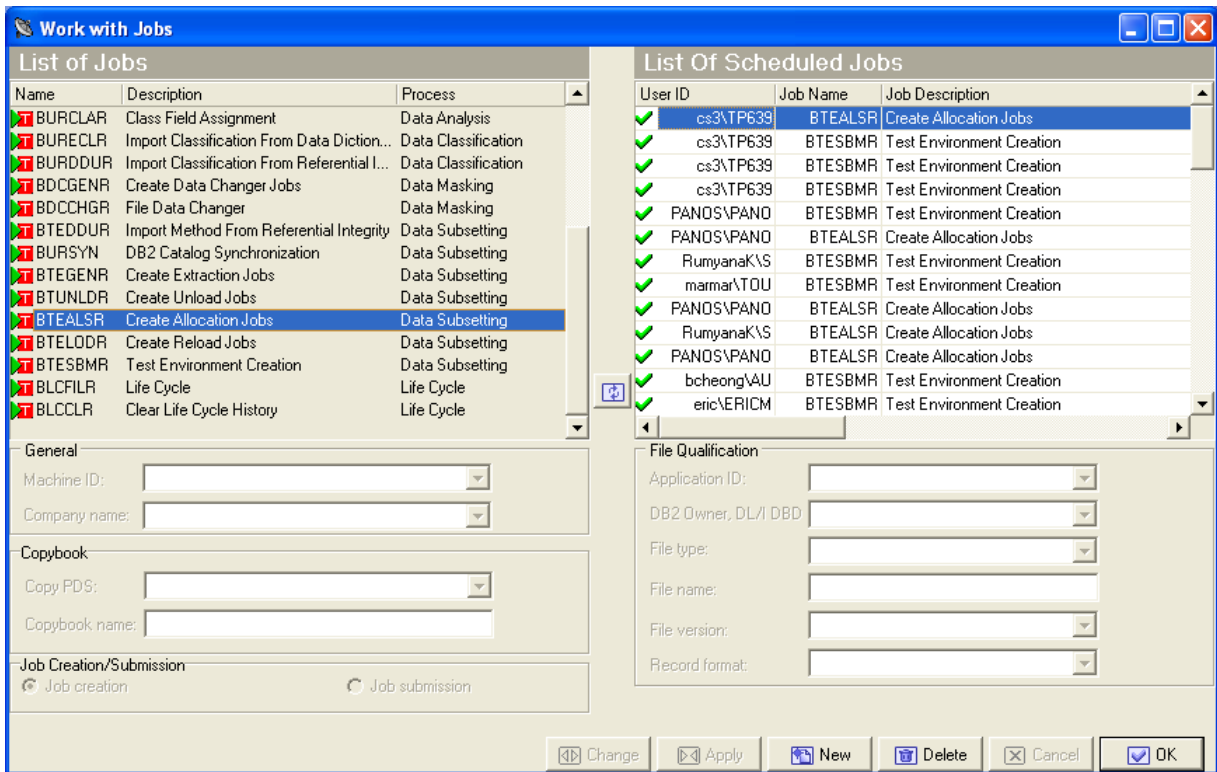 Work with Jobs
List of Jobs
Name Description Process
BURCLAR Class Field Assignment Data Analysis
BURECLR Import Classification From Data Diction... Data Classification
BURDDUR Import Classification From Referential I... Data Classification
BDCGENR Create Data Changer Jobs Data Masking
BDCCHGR File Data Changer Data Masking
BTEDDUR Import Method From Referential Integrity Data Subsetting
BURSYN DB2 Catalog Synchronization Data Subsetting
BTEGENR Create Extraction Jobs Data Subsetting
BTUNLDR Create Unload Jobs Data Subsetting
BTEALSR Create Allocation Jobs Data Subsetting
BTELODR Create Reload Jobs Data Subsetting
BTESBMR Test Environment Creation Data Subsetting
BLCFILR Life Cycle Life Cycle
BLCCLR Clear Life Cycle History Life Cycle
List Of Scheduled Jobs
User ID Job Name Job Description
cs3\TP639 BTEALSR Create Allocation Jobs
cs3\TP639 BTESBMR Test Environment Creation
cs3\TP639 BTESBMR Test Environment Creation
cs3\TP639 BTESBMR Test Environment Creation
PANOS\PANO BTESBMR Test Environment Creation
PANOS\PANO BTEALSR Create Allocation Jobs
RumyanaK\S BTESBMR Test Environment Creation
marmar\TOU BTESBMR Test Environment Creation
PANOS\PANO BTEALSR Create Allocation Jobs
RumyanaK\S BTEALSR Create Allocation Jobs
PANOS\PANO BTEALSR Create Allocation Jobs
bcheong\AU BTESBMR Test Environment Creation
eric\ERICM BTESBMR Test Environment Creation
General
Machine ID:
Company name:
Copybook
Copy PDS:
Copybook name:
Job Creation/Submission
Job creation Job submission
File Qualification
Application ID:
DB2 Owner, DL/I DBD
File type:
File name:
File version:
Record format:
Change Apply New Delete Cancel OK